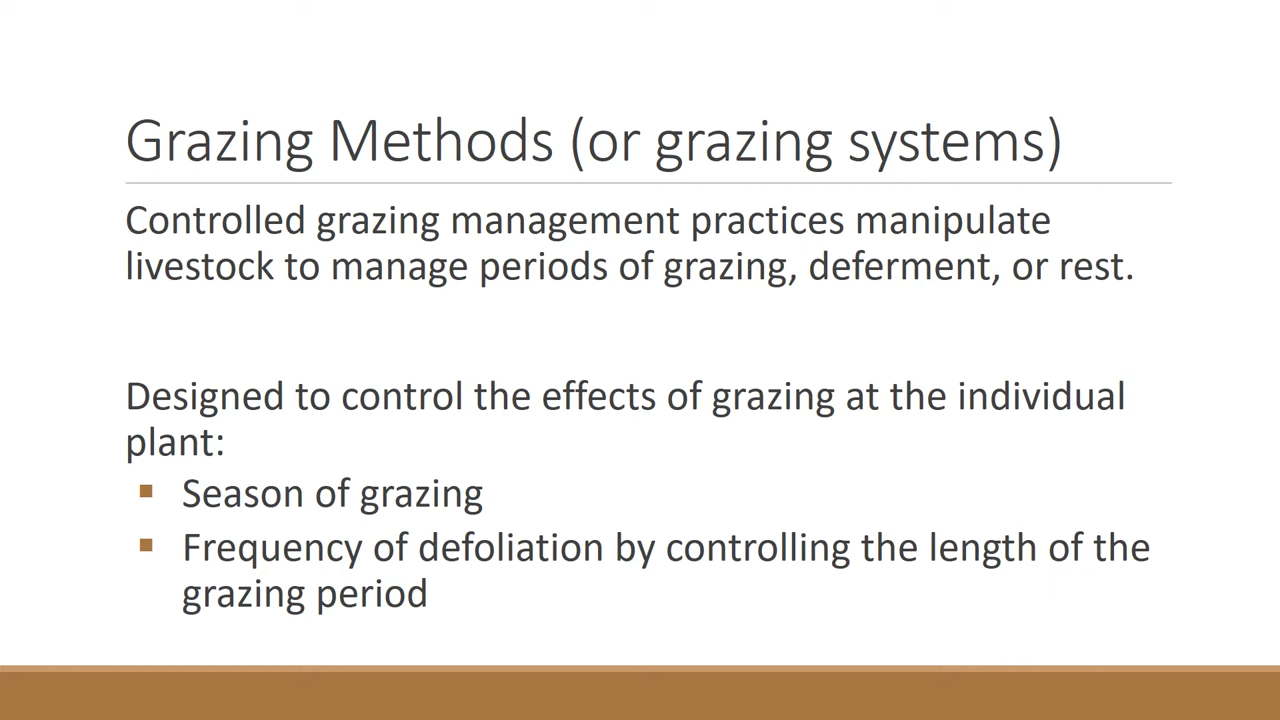 Grazing Methods (or grazing systems)
Controlled grazing management practices manipulate
livestock to manage periods of grazing, deferment, or rest.
Designed to control the effects of grazing at the individual
plant:
▪ Season of grazing
▪ Frequency of defoliation by controlling the length of the
grazing period